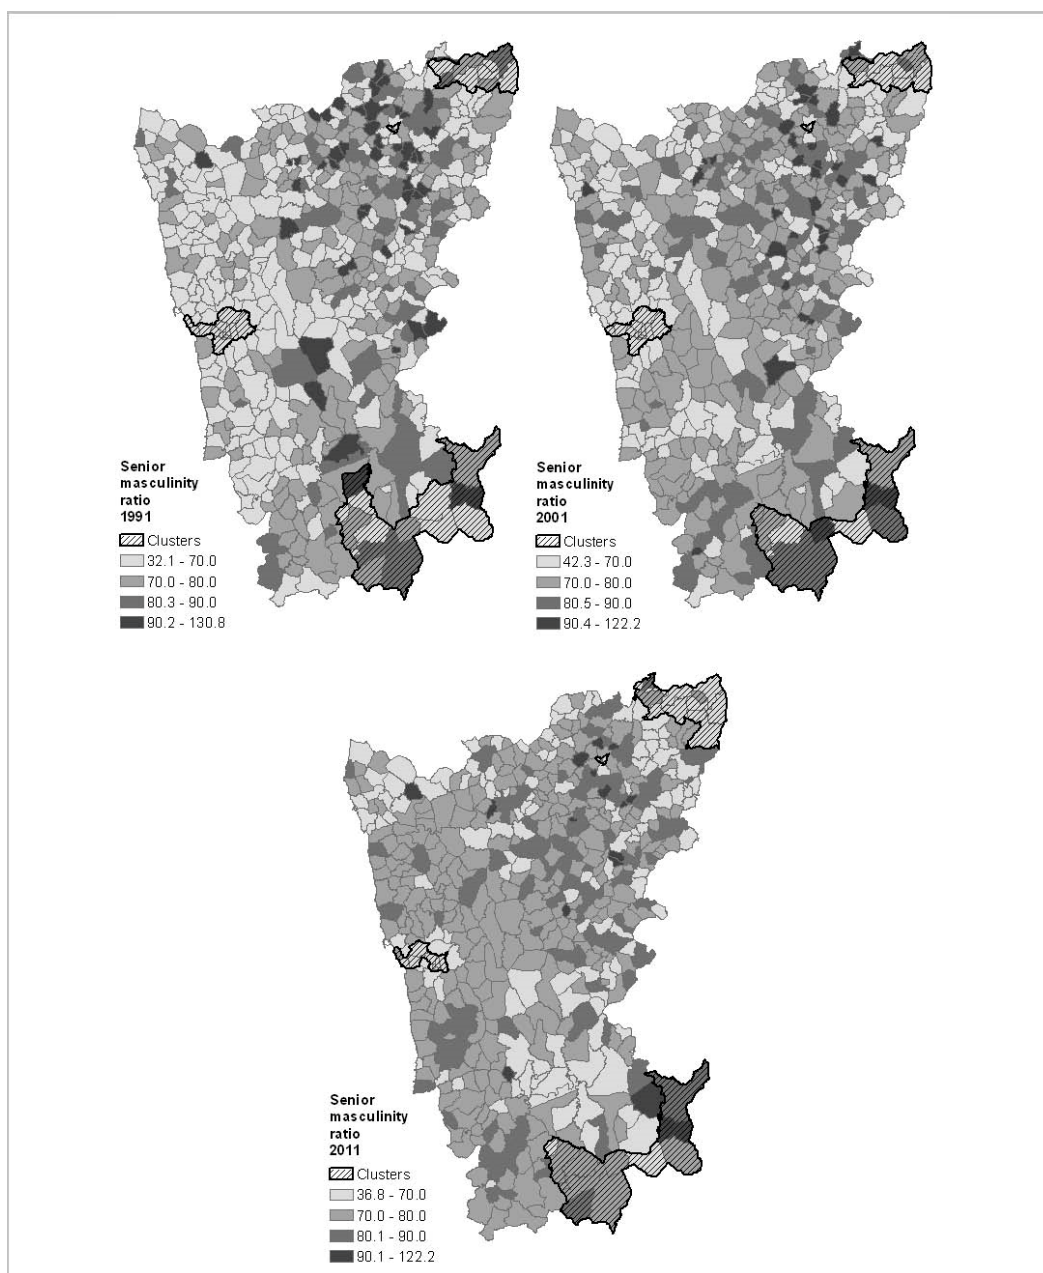 Senior
masculinity
ratio
1991
Clusters
32.1 - 70.0
70.0 - 80.0
80.3 - 90.0
90.2 - 130.8
Senior
masculinity
ratio
2001
Clusters
42.3 - 70.0
70.0 - 80.0
80.5 - 90.0
90.4 - 122.2
Senior
masculinity
ratio
2011
Clusters
36.8 - 70.0
70.0 - 80.0
80.1 - 90.0
90.1 - 122.2